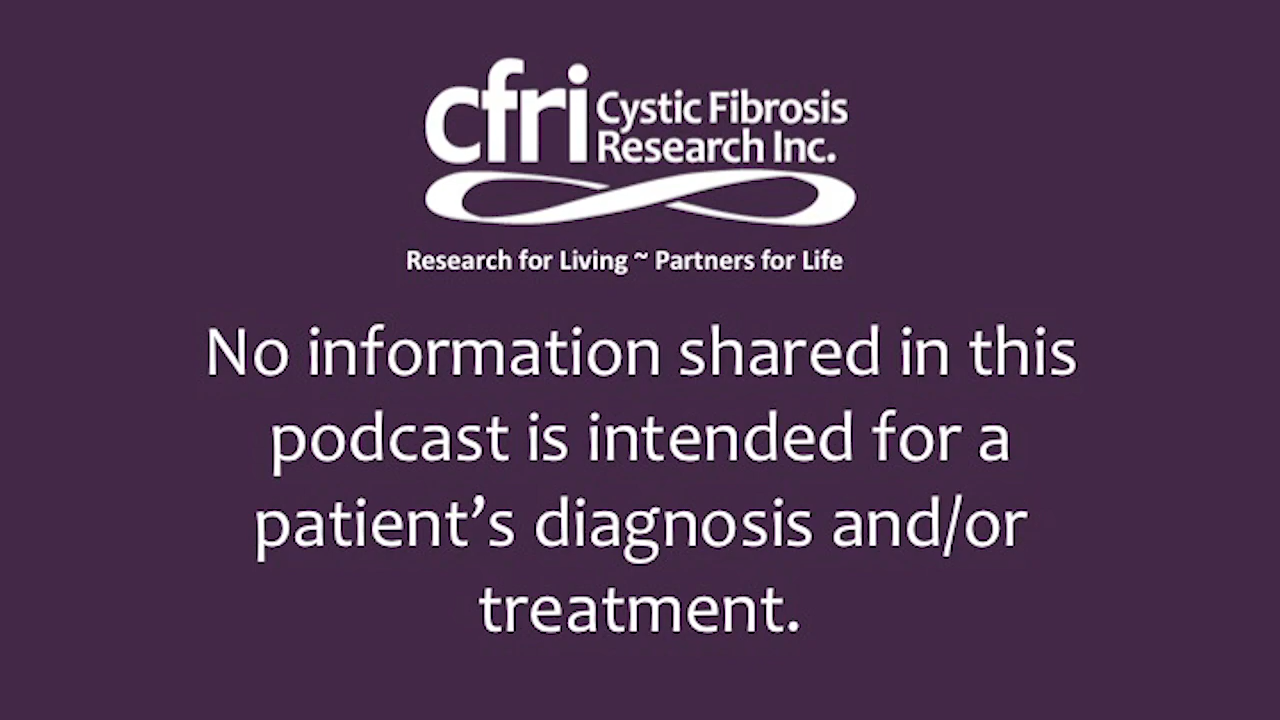 cfri Cystic Fibrosis
Research Inc.
Research for Living ~ Partners for Life
No information shared in this
podcast is intended for a
patient’s diagnosis and/or
treatment.